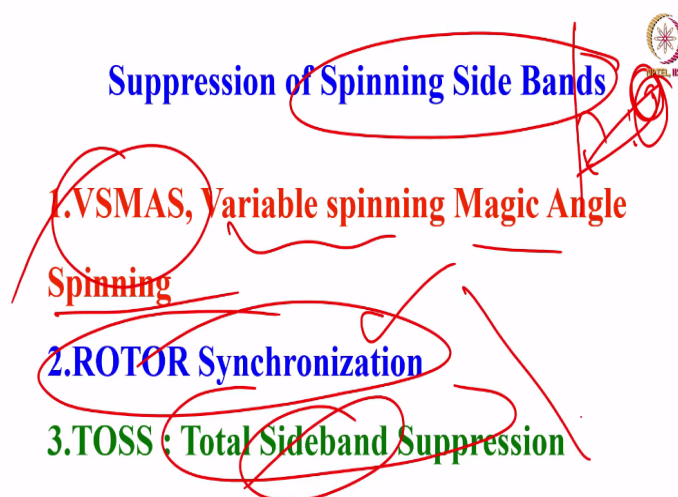 Suppression of Spinning Side Bands
1.VSMAS, Variable spinning Magic Angle
Spinning
2.ROTOR Synchronization
3.TOSS : Total Sideband Suppression